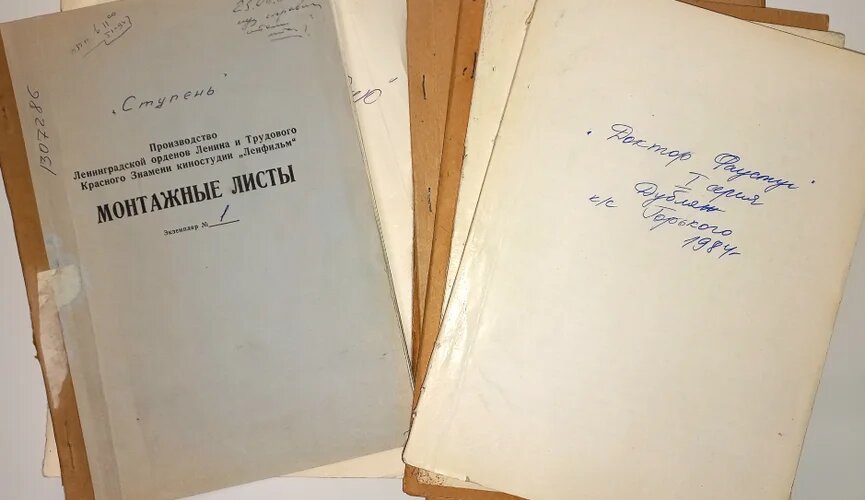 1307286
„Ступень"
Производство
Ленинградской орденов Ленина и Трудового
Красного Знамени киностудии „Ленфильм"
МОНТАЖНЫЕ ЛИСТЫ
Экземпляр № 1
„Доктор Фаустус"
I серия
Дубляж
к/с Горького
1984г